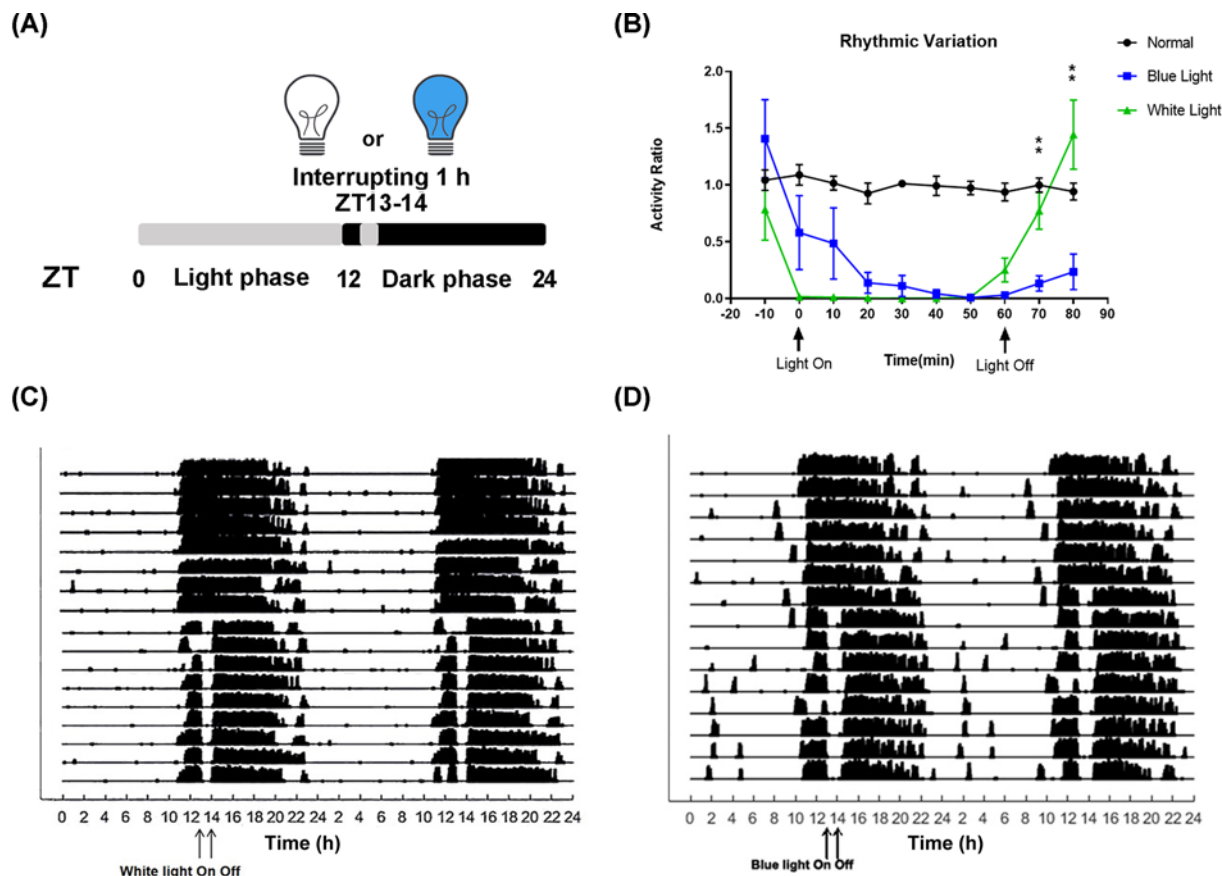 (A)
or
Interrupting 1 h
ZT13-14
ZT 0 Light phase 12 Dark phase 24
(B)
Rhythmic Variation
Normal
Blue Light
White Light
Activity Ratio
2.0
1.5
1.0
0.5
0.0
**
**
-20 -10 0 10 20 30 40 50 60 70 80 90
Light On
Time(min)
Light Off
(C)
0 2 4 6 8 10 12 14 16 18 20 22 24 2 4 6 8 10 12 14 16 18 20 22 24
Time (h)
White light On Off
(D)
0 2 4 6 8 10 12 14 16 18 20 22 24 2 4 6 8 10 12 14 16 18 20 22 24
Time (h)
Blue light On Off